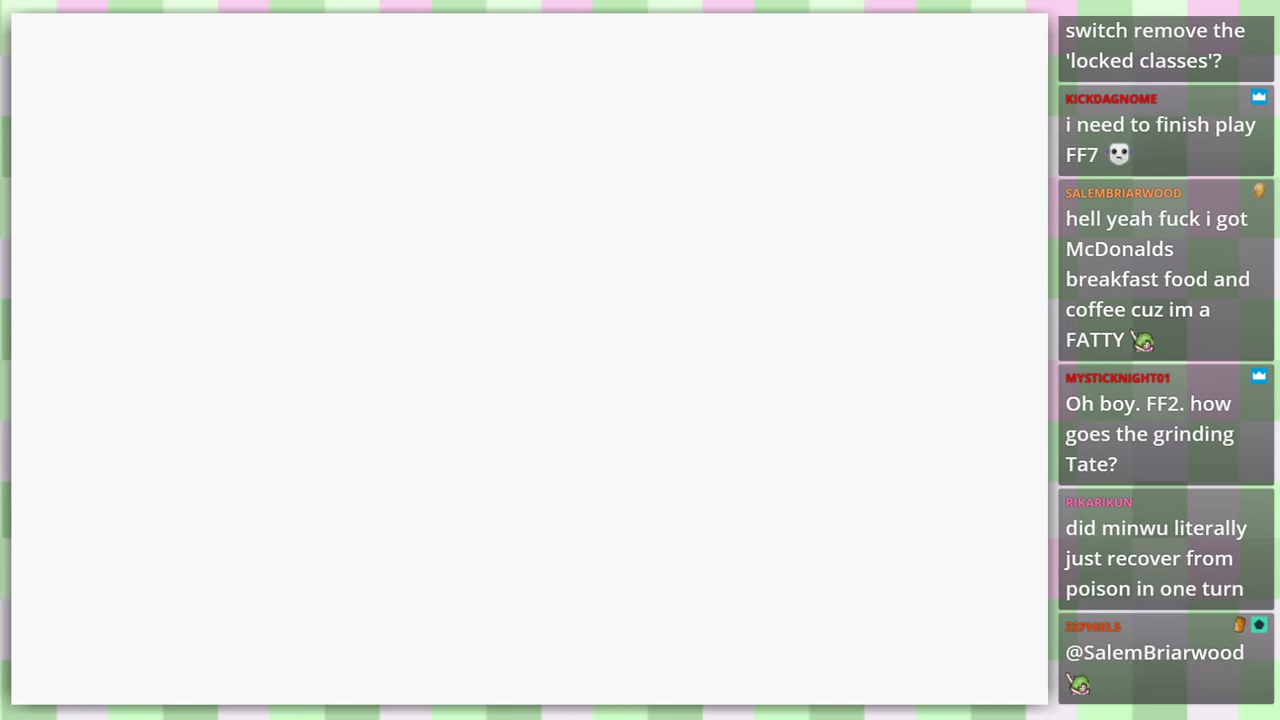 switch remove the
'locked classes'?
KICKDAGNOME
i need to finish play
FF7
SALEMBRIARWOOD
hell yeah fuck i got
McDonalds
breakfast food and
coffee cuz im a
FATTY
MYSTICKNIGHT01
Oh boy. FF2. how
goes the grinding
Tate?
RIKARIKUN
did minwu literally
just recover from
poison in one turn
@SalemBriarwood